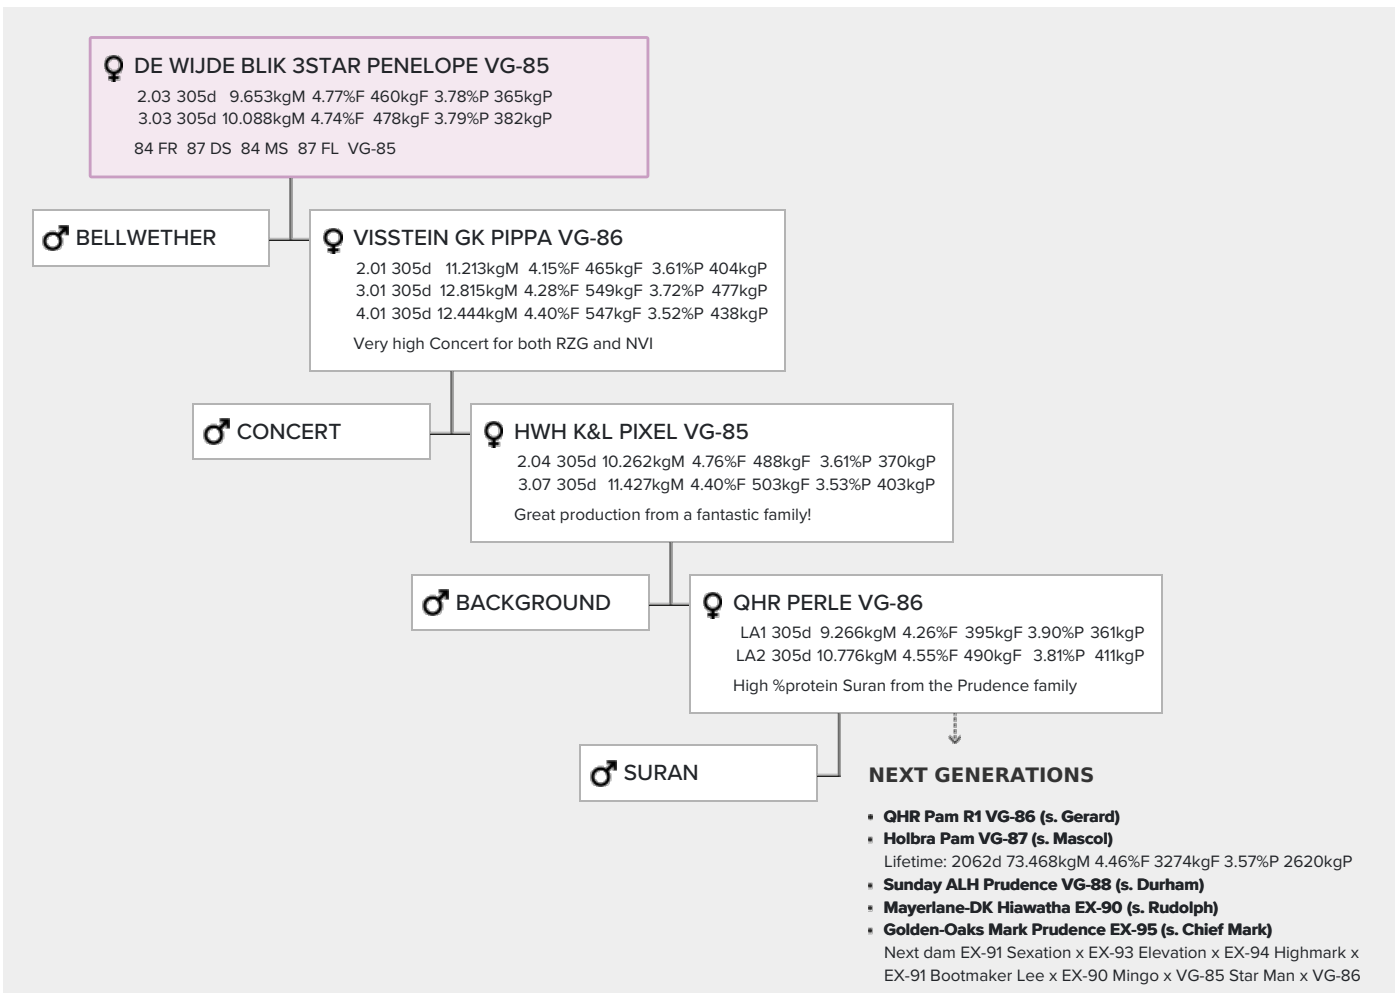 DE WIJDE BLIK 3STAR PENELOPE VG-85
2.03 305d 9.653kgM 4.77%F 460kgF 3.78%P 365kgP
3.03 305d 10.088kgM 4.74%F 478kgF 3.79%P 382kgP
84 FR 87 DS 84 MS 87 FL VG-85
BELLWETHER
VISSTEIN GK PIPPA VG-86
2.01 305d 11.213kgM 4.15%F 465kgF 3.61%P 404kgP
3.01 305d 12.815kgM 4.28%F 549kgF 3.72%P 477kgP
4.01 305d 12.444kgM 4.40%F 547kgF 3.52%P 438kgP
Very high Concert for both RZG and NVI
CONCERT
HWH K&L PIXEL VG-85
2.04 305d 10.262kgM 4.76%F 488kgF 3.61%P 370kgP
3.07 305d 11.427kgM 4.40%F 503kgF 3.53%P 403kgP
Great production from a fantastic family!
BACKGROUND
QHR PERLE VG-86
LA1 305d 9.266kgM 4.26%F 395kgF 3.90%P 361kgP
LA2 305d 10.776kgM 4.55%F 490kgF 3.81%P 411kgP
High %protein Suran from the Prudence family
SURAN
NEXT GENERATIONS
• QHR Pam R1 VG-86 (s. Gerard)
• Holbra Pam VG-87 (s. Mascol)
Lifetime: 2062d 73.468kgM 4.46%F 3274kgF 3.57%P 2620kgP
• Sunday ALH Prudence VG-88 (s. Durham)
• Mayerlane-DK Hiawatha EX-90 (s. Rudolph)
• Golden-Oaks Mark Prudence EX-95 (s. Chief Mark)
Next dam EX-91 Sexation x EX-93 Elevation x EX-94 Highmark x
EX-91 Bootmaker Lee x EX-90 Mingo x VG-85 Star Man x VG-86